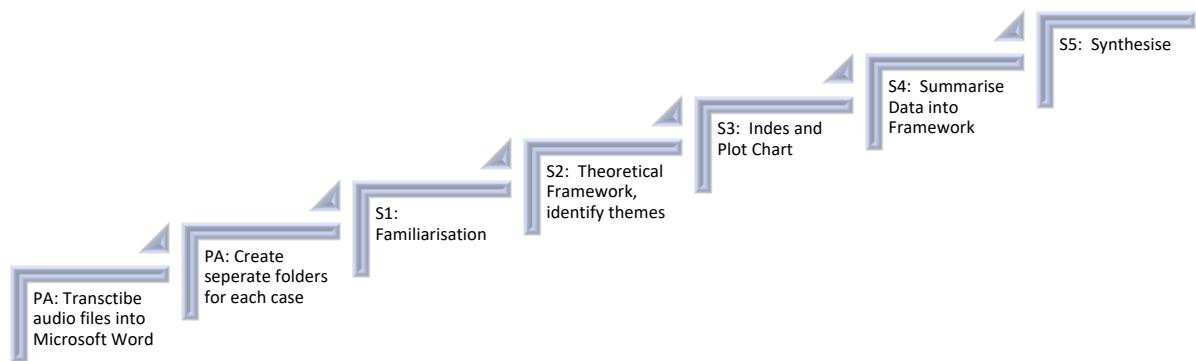 PA: Transctibe
audio files into
Microsoft Word
PA: Create
seperate folders
for each case
S1:
Familiarisation
S2:  Theoretical
Framework,
identify themes
S3:  Indes and
Plot Chart
S4:  Summarise
Data into
Framework
S5:  Synthesise